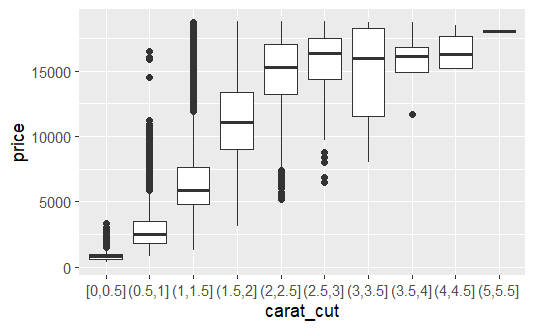 15000
10000
5000
0
price
[0,0.5] (0.5,1] (1,1.5] (1.5,2] (2,2.5] (2.5,3] (3,3.5] (3.5,4] (4,4.5] (5,5.5]
carat_cut